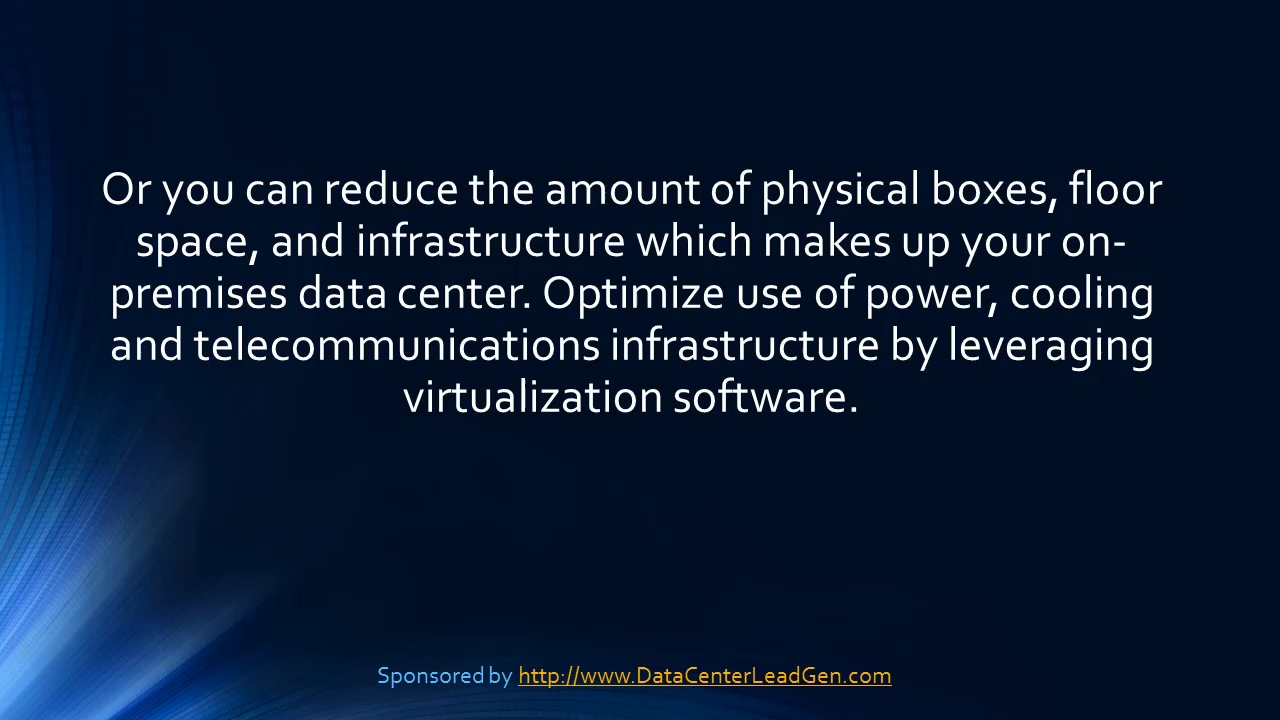 Or you can reduce the amount of physical boxes, floor
space, and infrastructure which makes up your on-
premises data center. Optimize use of power, cooling
and telecommunications infrastructure by leveraging
virtualization software.
Sponsored by http://www.DataCenterLeadGen.com